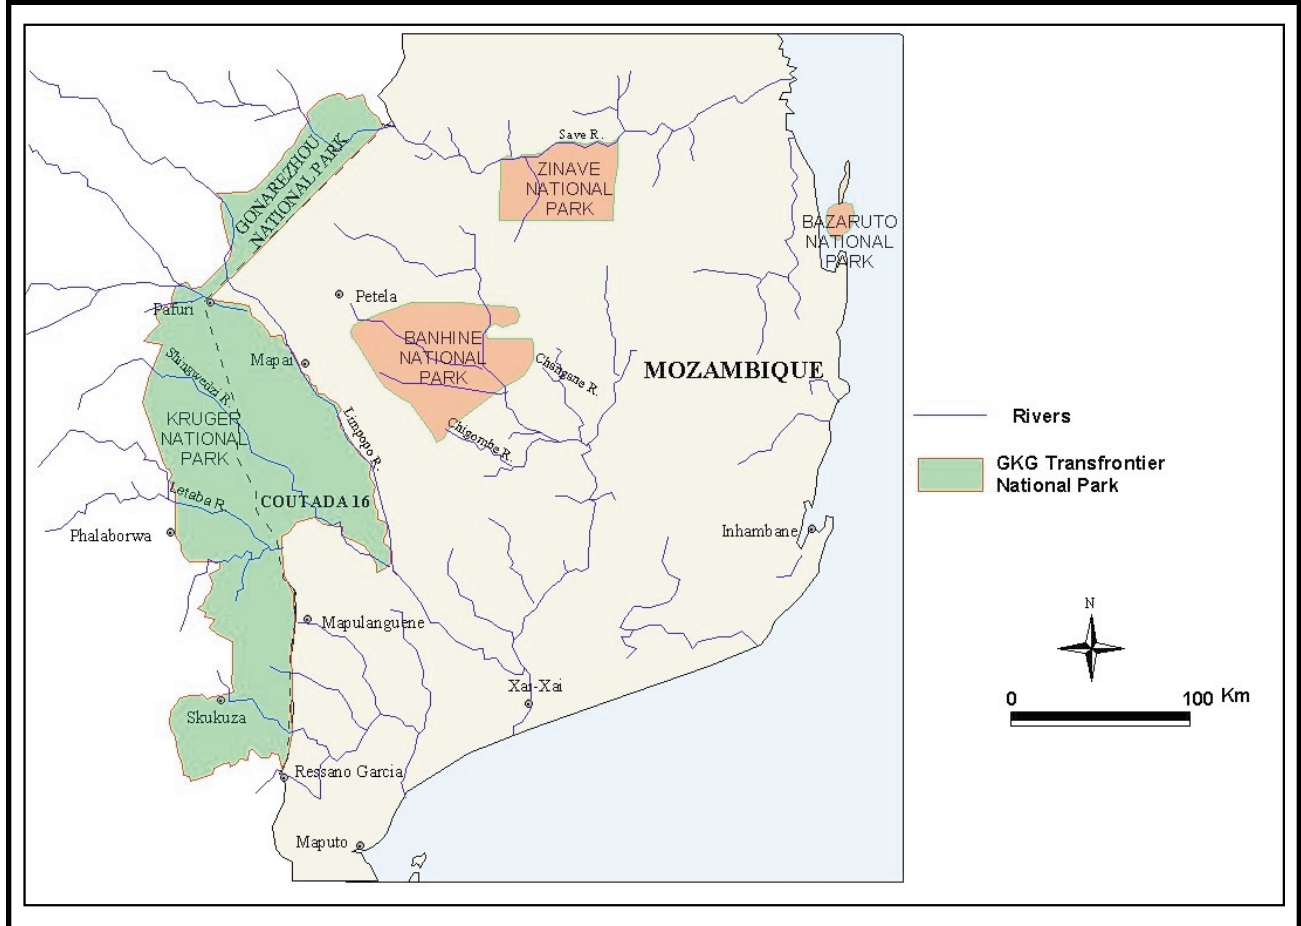 Save R.
GONAREZHOU
NATIONAL PARK
ZINAVE
NATIONAL
PARK
BAZARUTO
NATIONAL
PARK
Pafuri
Petela
BANHINE
NATIONAL
PARK
Mapai
Shingwedzi R.
Changane R.
MOZAMBIQUE
Limpopo R.
KRUGER
NATIONAL
PARK
Chigombe R.
Rivers
GKG Transfrontier
National Park
Letaba R
COUTADA 16
Phalaborwa
Inhambane
Mapulanguene
N
Xai-Xai
Skukuza
0 100 Km
Ressano Garcia
Maputo